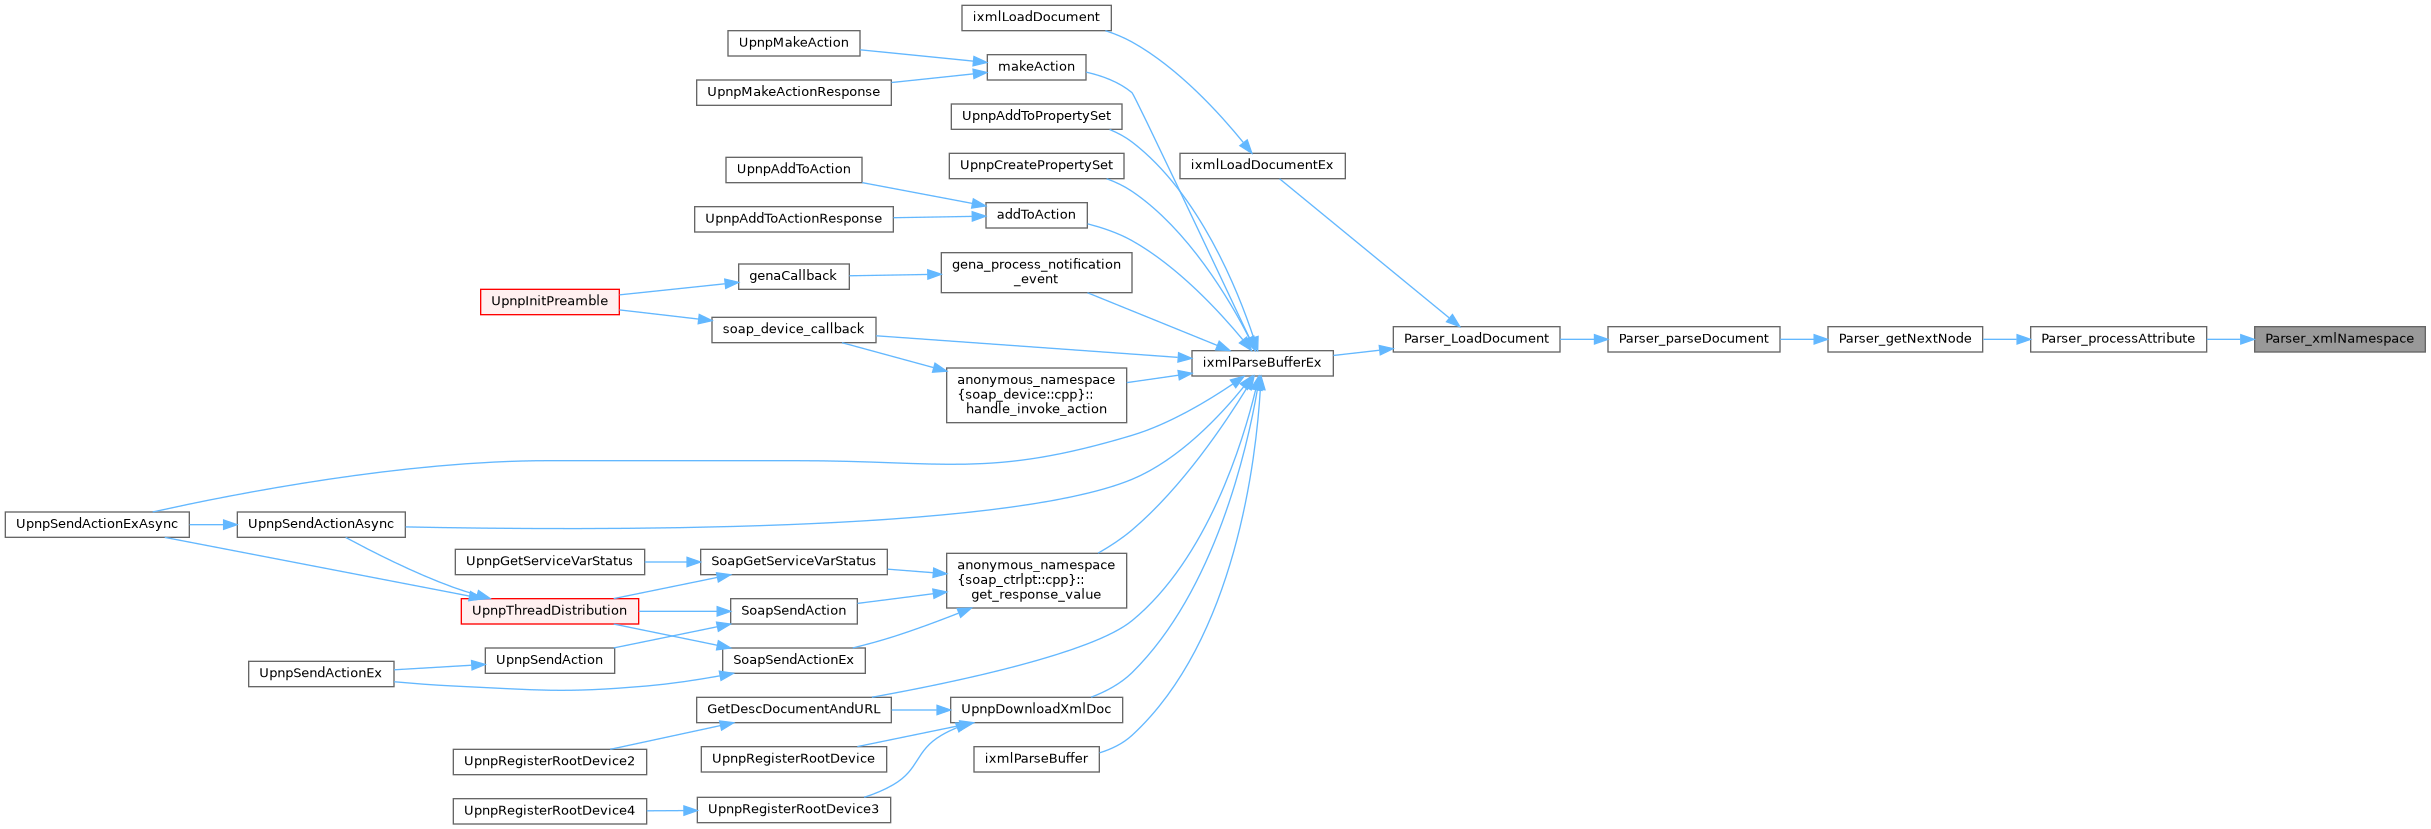 ixmlLoadDocument
UpnpMakeAction
makeAction
UpnpMakeActionResponse
UpnpAddToPropertySet
UpnpCreatePropertySet
ixmlLoadDocumentEx
UpnpAddToAction
addToAction
UpnpAddToActionResponse
gena_process_notification
_event
genaCallback
UpnpInitPreamble
soap_device_callback
Parser_LoadDocument
Parser_parseDocument
Parser_getNextNode
Parser_processAttribute
Parser_xmlNamespace
ixmlParseBufferEx
anonymous_namespace
{soap_device::cpp}::
handle_invoke_action
UpnpSendActionExAsync
UpnpSendActionAsync
UpnpGetServiceVarStatus
SoapGetServiceVarStatus
anonymous_namespace
{soap_ctrlpt::cpp}::
get_response_value
UpnpThreadDistribution
SoapSendAction
UpnpSendActionEx
UpnpSendAction
SoapSendActionEx
GetDescDocumentAndURL
UpnpDownloadXmlDoc
UpnpRegisterRootDevice2
UpnpRegisterRootDevice
ixmlParseBuffer
UpnpRegisterRootDevice4
UpnpRegisterRootDevice3